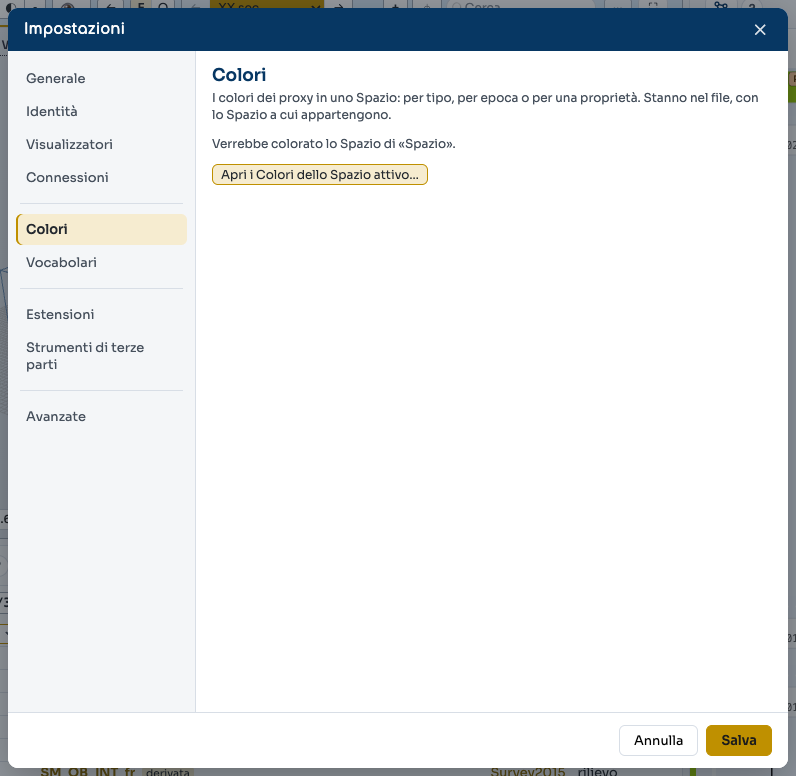 Impostazioni
Generale
Identità
Visualizzatori
Connessioni
Colori
Vocabolari
Estensioni
Strumenti di terze
parti
Avanzate
Colori
I colori dei proxy in uno Spazio: per tipo, per epoca o per una proprietà. Stanno nel file, con
lo Spazio a cui appartengono.
Verrebbe colorato lo Spazio di «Spazio».
Apri i Colori dello Spazio attivo...
Annulla
Salva
SM_OB_INT_fr derivata
Survey2015 rilievo